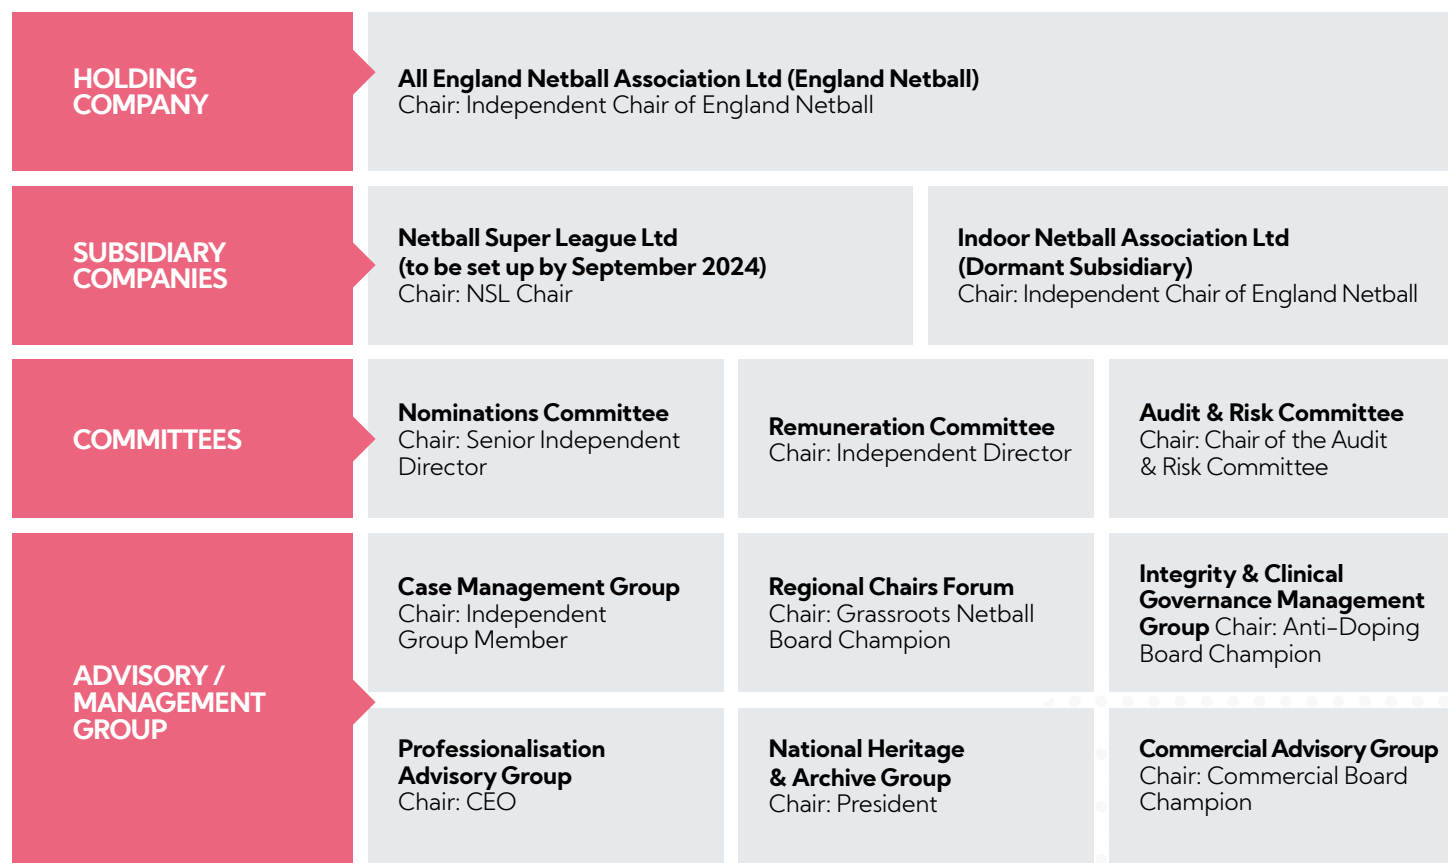 HOLDING
COMPANY
All England Netball Association Ltd (England Netball)
Chair: Independent Chair of England Netball
SUBSIDIARY
COMPANIES
Netball Super League Ltd
(to be set up by September 2024)
Chair: NSL Chair
Indoor Netball Association Ltd
(Dormant Subsidiary)
Chair: Independent Chair of England Netball
COMMITTEES
Nominations Committee
Chair: Senior Independent
Director
Remuneration Committee
Chair: Independent Director
Audit & Risk Committee
Chair: Chair of the Audit
& Risk Committee
ADVISORY /
MANAGEMENT
GROUP
Case Management Group
Chair: Independent
Group Member
Regional Chairs Forum
Chair: Grassroots Netball
Board Champion
Integrity & Clinical
Governance Management
Group Chair: Anti-Doping
Board Champion
Professionalisation
Advisory Group
Chair: CEO
National Heritage
& Archive Group
Chair: President
Commercial Advisory Group
Chair: Commercial Board
Champion